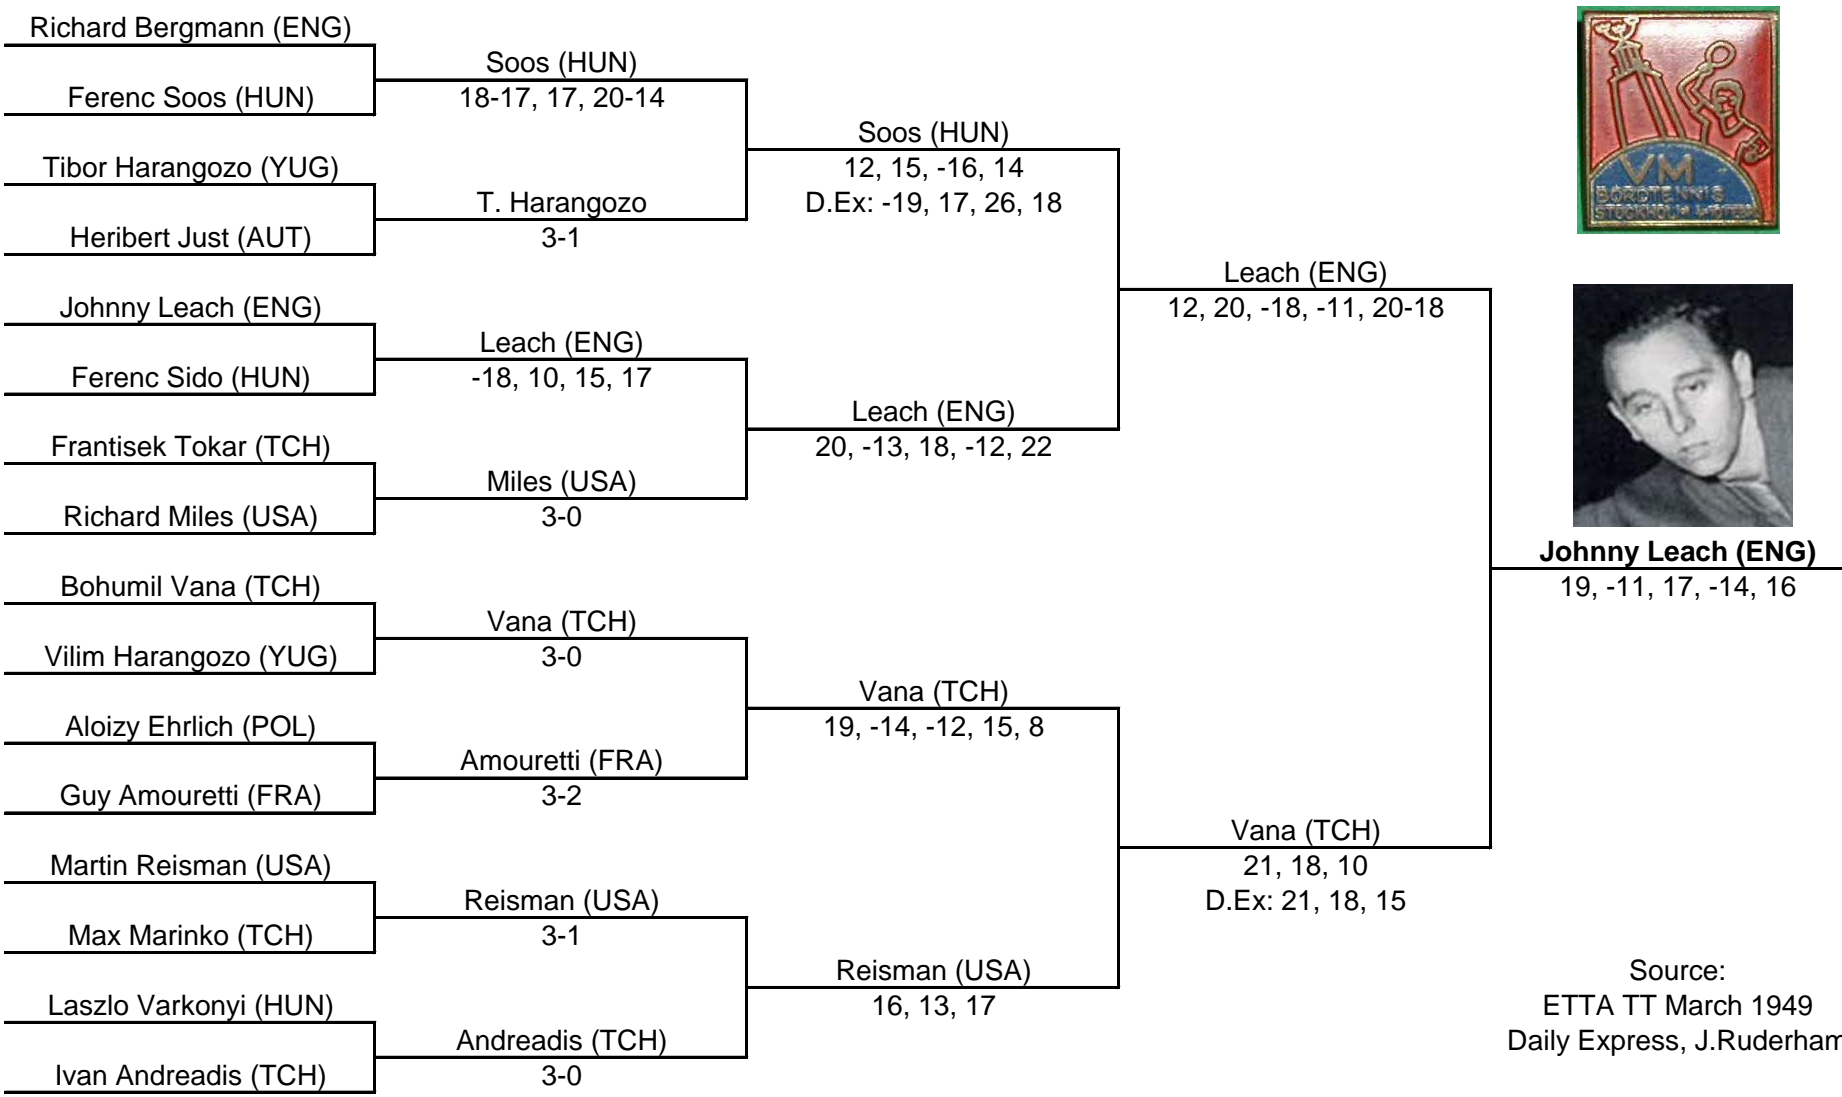 Richard Bergmann (ENG)
Ferenc Soos (HUN)
Tibor Harangozo (YUG)
Heribert Just (AUT)
Johnny Leach (ENG)
Ferenc Sido (HUN)
Frantisek Tokar (TCH)
Richard Miles (USA)
Bohumil Vana (TCH)
Vilim Harangozo (YUG)
Aloizy Ehrlich (POL)
Guy Amouretti (FRA)
Martin Reisman (USA)
Max Marinko (TCH)
Laszlo Varkonyi (HUN)
Ivan Andreadis (TCH)
Soos (HUN)
18-17, 17, 20-14
T. Harangozo
3-1
Leach (ENG)
-18, 10, 15, 17
Miles (USA)
3-0
Vana (TCH)
3-0
Amouretti (FRA)
3-2
Reisman (USA)
3-1
Andreadis (TCH)
3-0
Soos (HUN)
12, 15, -16, 14
D.Ex: -19, 17, 26, 18
Leach (ENG)
20, -13, 18, -12, 22
Vana (TCH)
19, -14, -12, 15, 8
Reisman (USA)
16, 13, 17
Leach (ENG)
12, 20, -18, -11, 20-18
Vana (TCH)
21, 18, 10
D.Ex: 21, 18, 15
VM
BORDTENNIS
STOCKHOLM
Johnny Leach (ENG)
19, -11, 17, -14, 16
Source:
ETTA TT March 1949
Daily Express, J.Ruderham